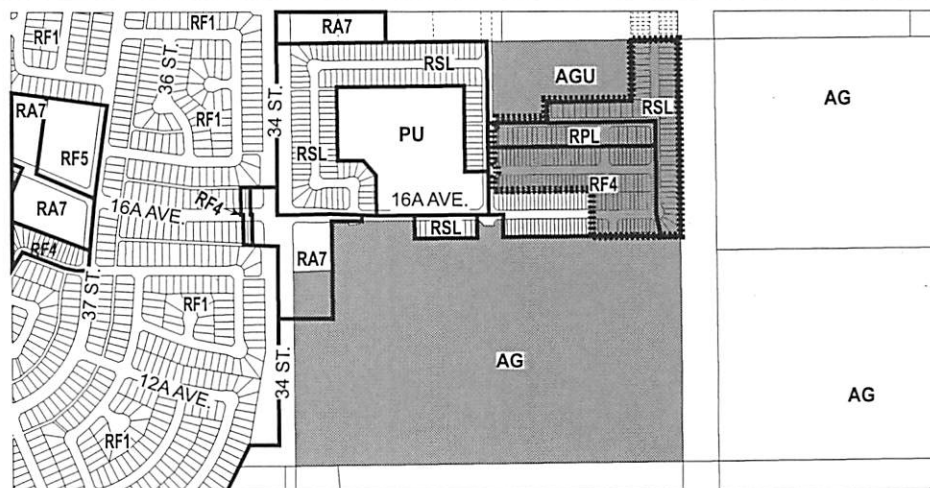 RF1
RF1
RA7
36 ST.
RSL
AGU
AG
RA7
RF1
34 ST.
PU
RSL
RF5
RPL
RSL
RA7
16A AVE.
RF4
16A AVE.
RF4
RF4
RSL
RA7
37 ST.
RF1
AG
34 ST.
12A AVE.
AG
RF1